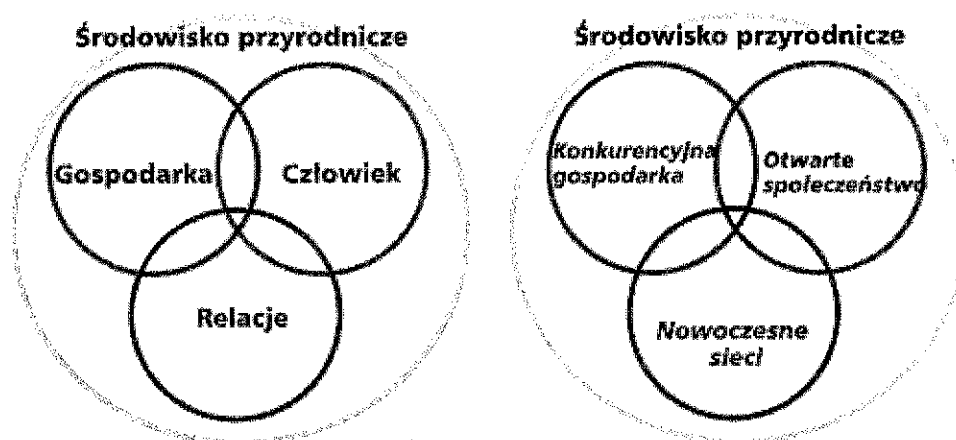 Środowisko przyrodnicze
Gospodarka
Człowiek
Relacje
Środowisko przyrodnicze
Konkurencyjna
gospodarka
Otwarte
społeczeństwo
Nowoczesne
sieci